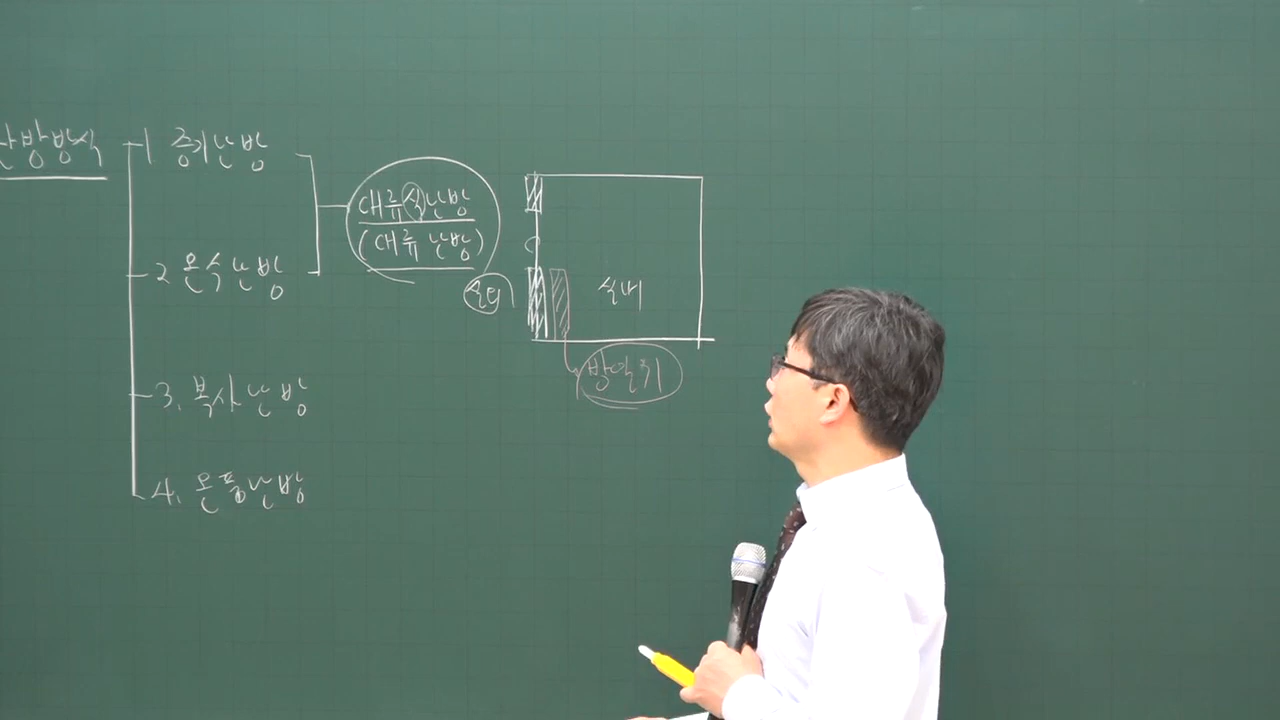 난방방식
1 증기난방
2 온수난방
3. 복사난방
4. 온풍난방
대류식난방
(대류 난방)
실외
실내
방열기